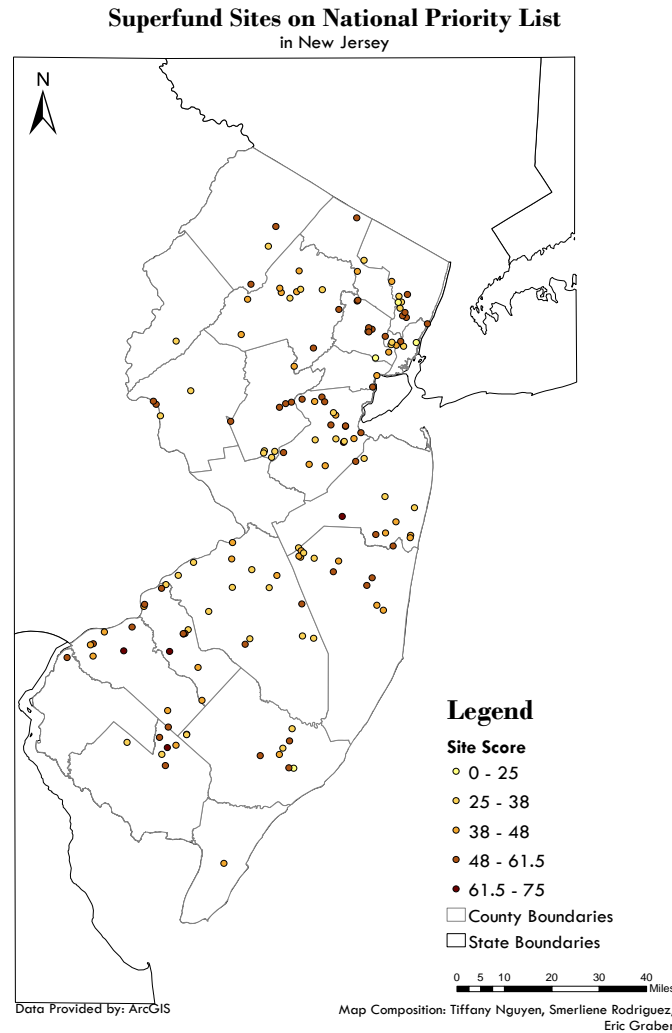 Superfund Sites on National Priority List
in New Jersey
N
Legend
Site Score
0 - 25
25 - 38
38 - 48
48 - 61.5
61.5 - 75
County Boundaries
State Boundaries
0 5 10 20 30 40
Miles
Data Provided by: ArcGIS
Map Composition: Tiffany Nguyen, Smerliene Rodriguez,
Eric Graber